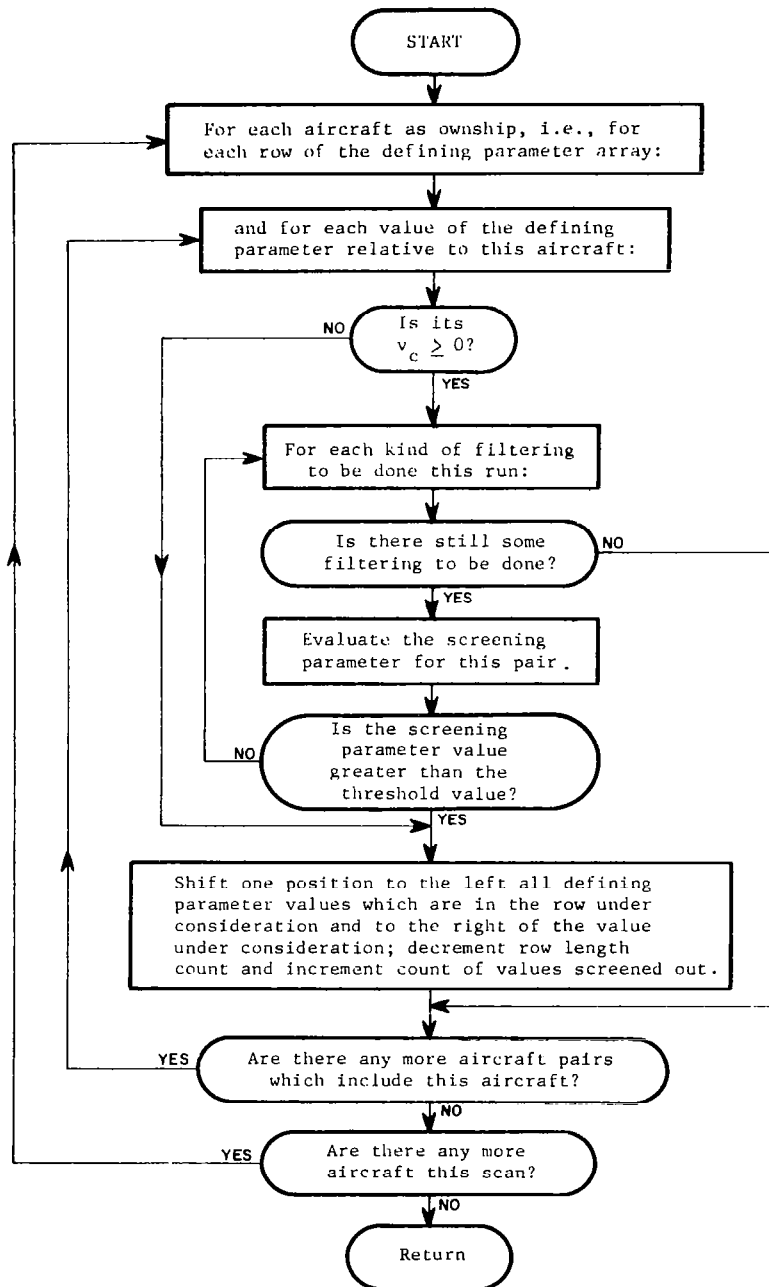 START
For each aircraft as ownship, i.e., for
each row of the defining parameter array:
and for each value of the defining
parameter relative to this aircraft:
NO
Is its
v_c ≥ 0?
YES
For each kind of filtering
to be done this run:
Is there still some
filtering to be done?
NO
YES
Evaluate the screening
parameter for this pair.
Is the screening
parameter value
greater than the
threshold value?
NO
YES
Shift one position to the left all defining
parameter values which are in the row under
consideration and to the right of the value
under consideration; decrement row length
count and increment count of values screened out.
YES
Are there any more aircraft pairs
which include this aircraft?
NO
YES
Are there any more
aircraft this scan?
NO
Return